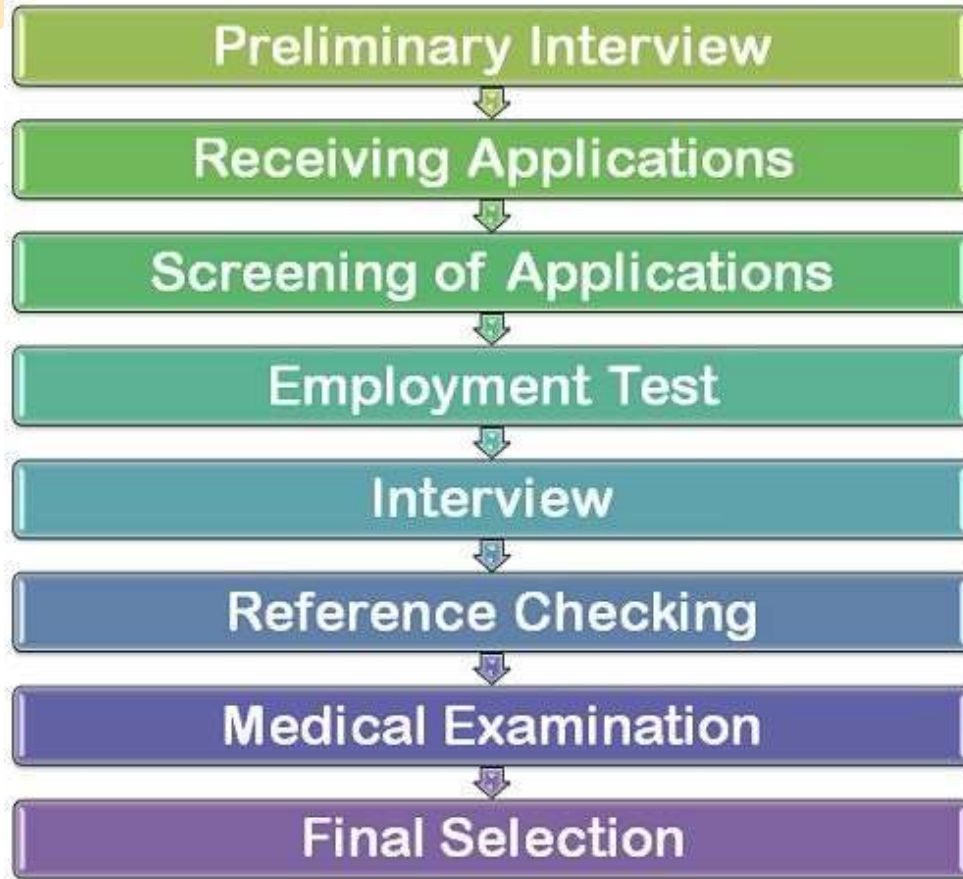 Preliminary Interview
Receiving Applications
Screening of Applications
Employment Test
Interview
Reference Checking
Medical Examination
Final Selection